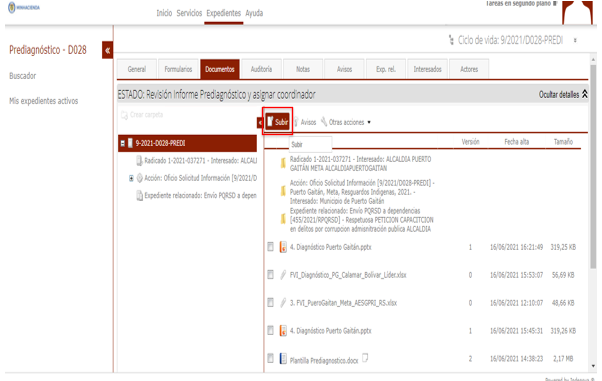 MINHACIENDA
Tareas en segundo plano
Inicio Servicios Expedientes Ayuda
Prediagnóstico - D028
«
Ciclo de vida: 9/2021/D028-PREDI
Buscador
Mis expedientes activos
General Formularios Documentos Auditoría Notas Avisos Exp. rel. Interesados Actores
ESTADO: Revisión Informe Prediagnóstico y asignar coordinador
Ocultar detalles
Crear carpeta
« Subir Avisos Otras acciones
Subir
Versión Fecha alta Tamaño
9-2021-D028-PREDI
Radicado 1-2021-037271 - Interesado: ALCALI
Acción: Oficio Solicitud Información [9/2021/D
Expediente relacionado: Envío PQRSD a depen
Radicado 1-2021-037271 - Interesado: ALCALDIA PUERTO
GAITÁN META ALCALDIAPUERTOGAITAN
Acción: Oficio Solicitud Información [9/2021/D028-PREDI] -
Puerto Gaitán, Meta, Resguardos Indígenas, 2021. -
Interesado: Municipio de Puerto Gaitán
Expediente relacionado: Envío PQRSD a dependencias
[455/2021/RPQRSD] - Respetuosa PETICION CAPACITCION
en delitos por corrupcion admisnitración publica ALCALDIA
4. Diagnóstico Puerto Gaitán.pptx 1 16/06/2021 16:21:49 319,25 KB
FVI_Diagnóstico_PG_Calamar_Bolivar_Lider.xlsx 0 16/06/2021 15:53:07 56,69 KB
3. FVI_PueroGaitan_Meta_AESGPRI_RS.xlsx 0 16/06/2021 12:10:07 48,66 KB
4. Diagnóstico Puerto Gaitán.pptx 1 16/06/2021 15:45:31 319,26 KB
Plantilla Prediagnostico.docx 2 16/06/2021 14:38:23 2,17 MB